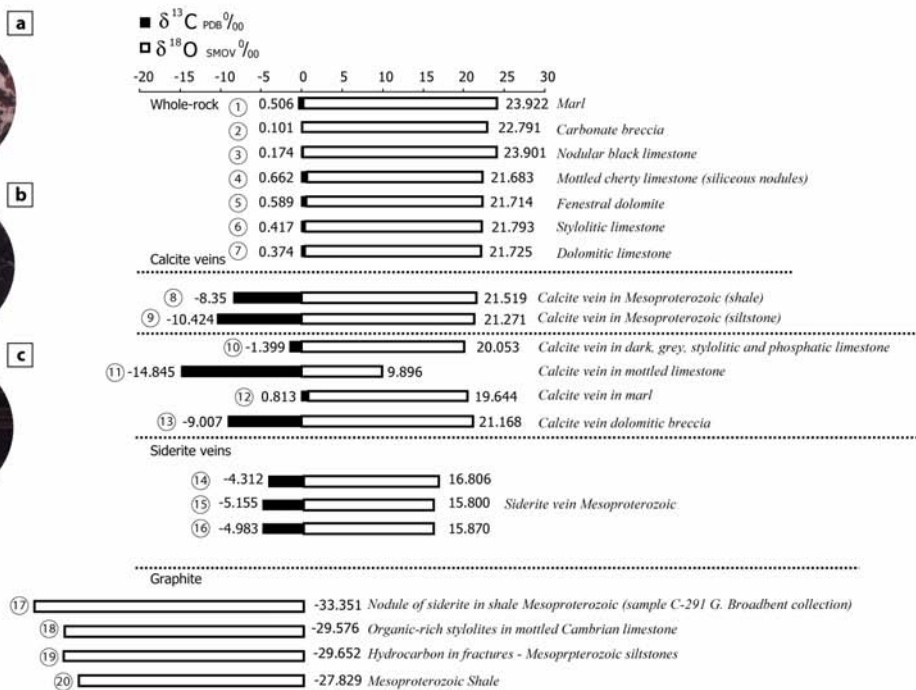 a
■ δ13C PDB ‰
□ δ18O SMOV ‰
-20 -15 -10 -5 0 5 10 15 20 25 30
Whole-rock 1 0.506 23.922 Marl
2 0.101 22.791 Carbonate breccia
3 0.174 23.901 Nodular black limestone
b
4 0.662 21.683 Mottled cherty limestone (siliceous nodules)
5 0.589 21.714 Fenestral dolomite
6 0.417 21.793 Stylolitic limestone
7 0.374 21.725 Dolomitic limestone
Calcite veins
8 -8.35 21.519 Calcite vein in Mesoproterozoic (shale)
9 -10.424 21.271 Calcite vein in Mesoproterozoic (siltstone)
c
10 -1.399 20.053 Calcite vein in dark, grey, stylolitic and phosphatic limestone
11 -14.845 9.896 Calcite vein in mottled limestone
12 0.813 19.644 Calcite vein in marl
13 -9.007 21.168 Calcite vein dolomitic breccia
Siderite veins
14 -4.312 16.806
15 -5.155 15.800 Siderite vein Mesoproterozoic
16 -4.983 15.870
Graphite
17 -33.351 Nodule of siderite in shale Mesoproterozoic (sample C-291 G. Broadbent collection)
18 -29.576 Organic-rich stylolites in mottled Cambrian limestone
19 -29.652 Hydrocarbon in fractures - Mesoprpterozoic siltstones
20 -27.829 Mesoproterozoic Shale